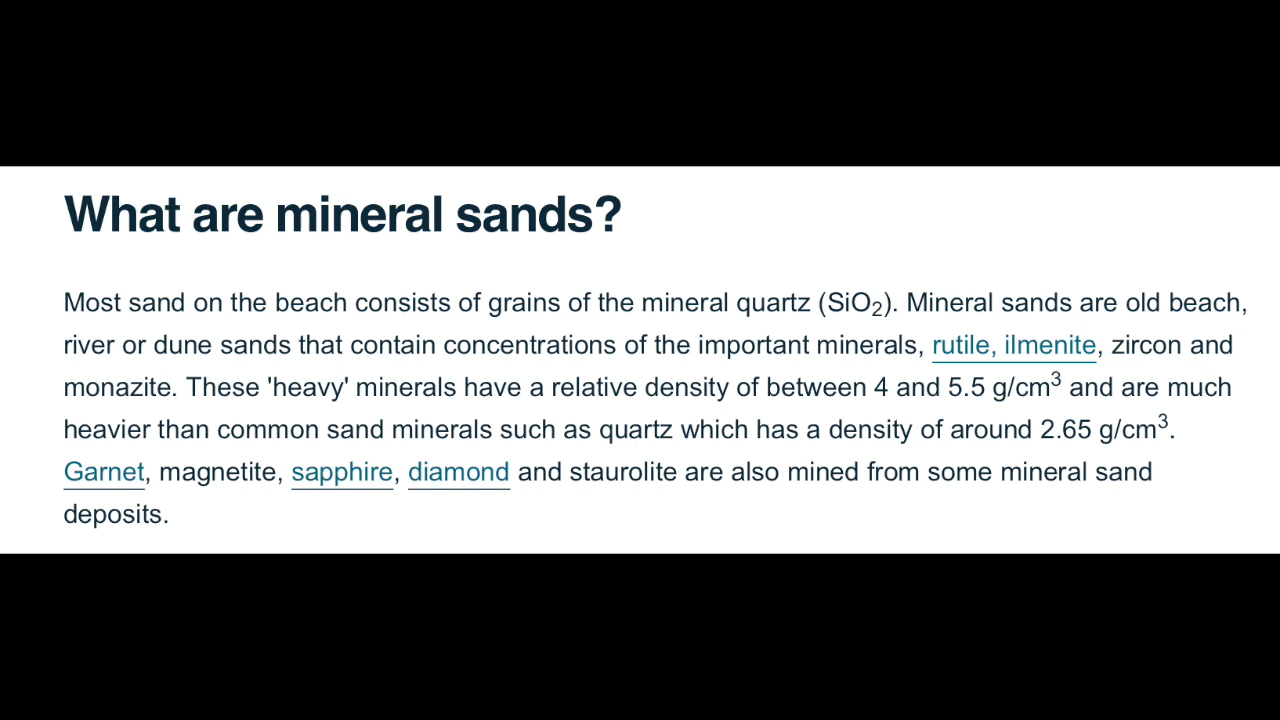 What are mineral sands?
Most sand on the beach consists of grains of the mineral quartz (SiO₂). Mineral sands are old beach,
river or dune sands that contain concentrations of the important minerals, rutile, ilmenite, zircon and
monazite. These 'heavy' minerals have a relative density of between 4 and 5.5 g/cm³ and are much
heavier than common sand minerals such as quartz which has a density of around 2.65 g/cm³.
Garnet, magnetite, sapphire, diamond and staurolite are also mined from some mineral sand
deposits.